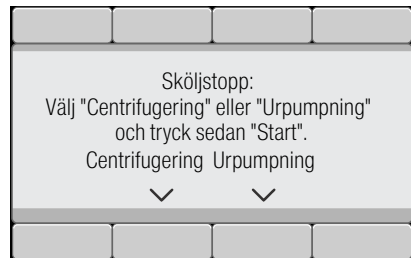 Sköljstopp:
Välj "Centrifugering" eller "Urpumpning"
och tryck sedan "Start".
Centrifugering Urpumpning